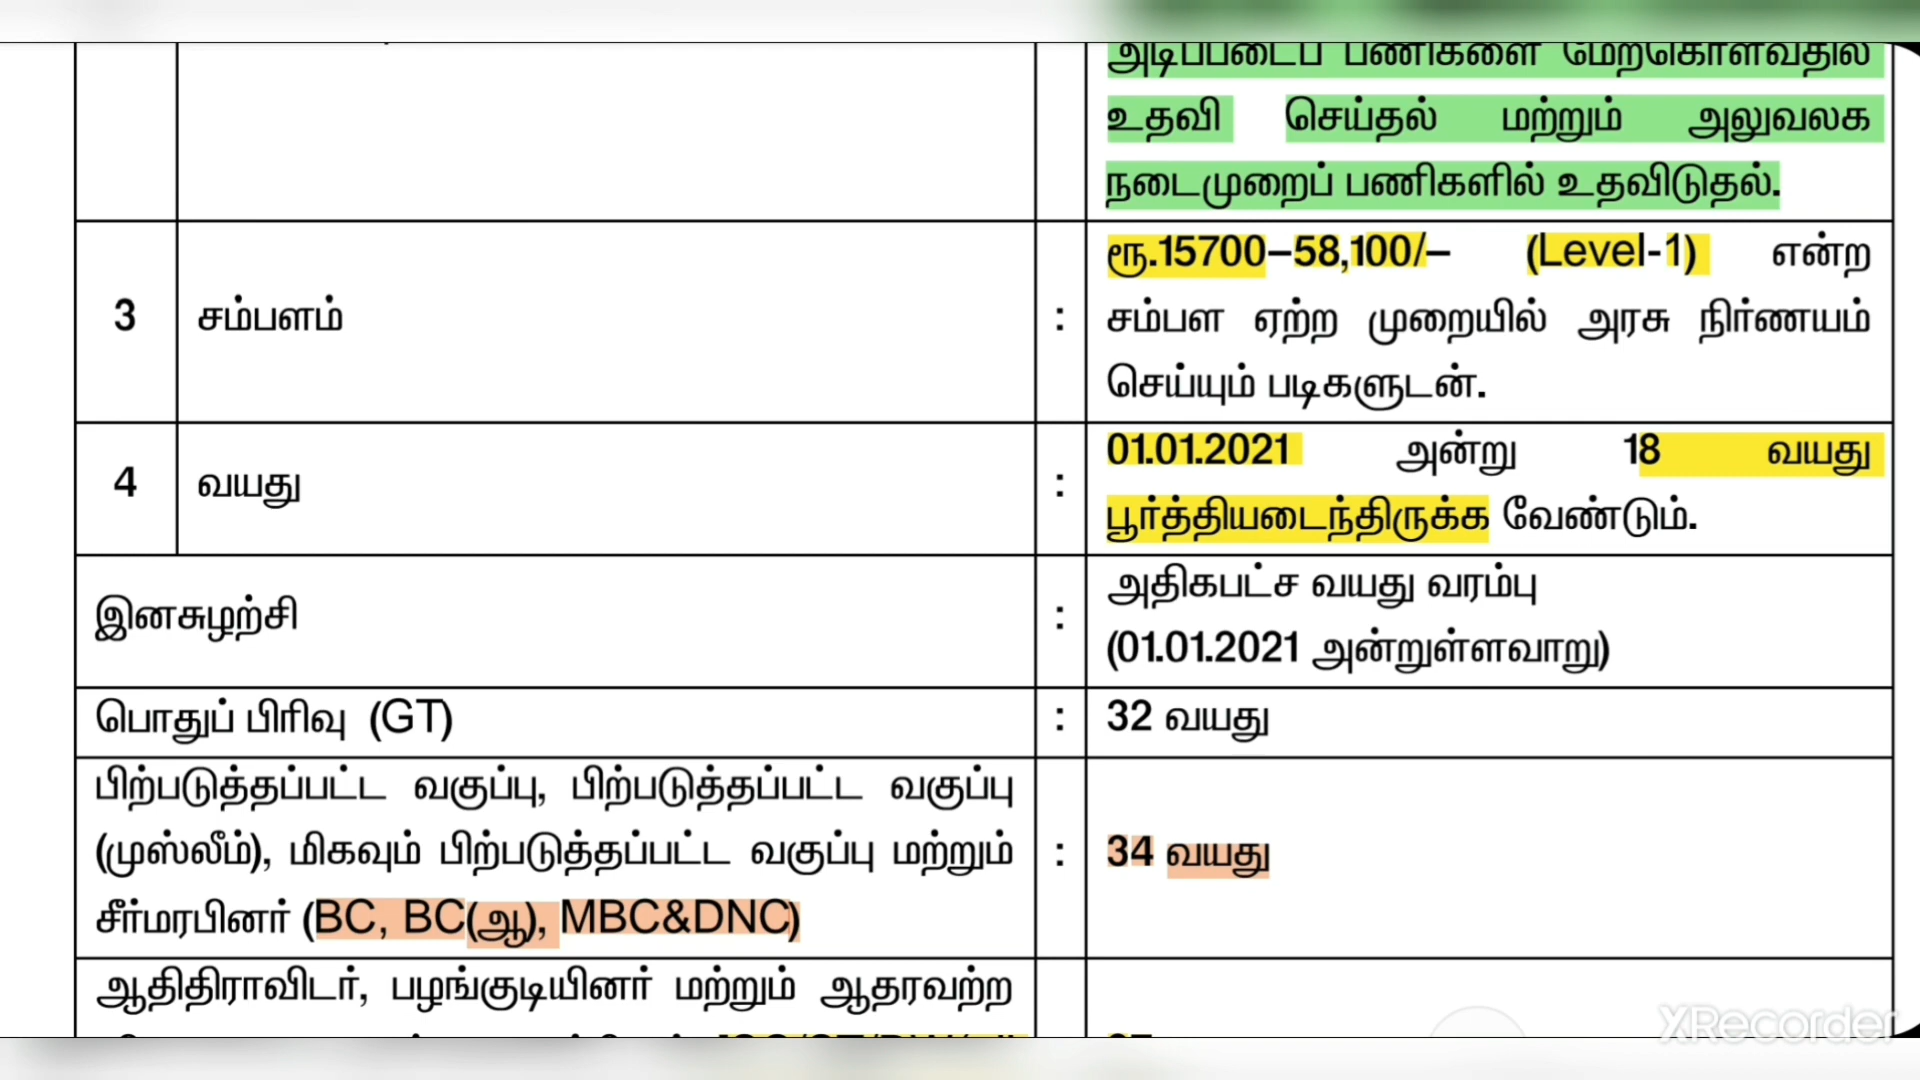 அடிப்படைப் பணிகளை மேற்கொள்வதில்
உதவி செய்தல் மற்றும் அலுவலக
நடைமுறைப் பணிகளில் உதவிடுதல்.
3 சம்பளம் : ரூ.15700–58,100/– (Level-1) என்ற
சம்பள ஏற்ற முறையில் அரசு நிர்ணயம்
செய்யும் படிகளுடன்.
4 வயது : 01.01.2021 அன்று 18 வயது
பூர்த்தியடைந்திருக்க வேண்டும்.
இனசுழற்சி : அதிகபட்ச வயது வரம்பு
(01.01.2021 அன்றுள்ளவாறு)
பொதுப் பிரிவு (GT) : 32 வயது
பிற்படுத்தப்பட்ட வகுப்பு, பிற்படுத்தப்பட்ட வகுப்பு
(முஸ்லீம்), மிகவும் பிற்படுத்தப்பட்ட வகுப்பு மற்றும் : 34 வயது
சீர்மரபினர் (BC, BC(ஆ), MBC&DNC)
ஆதிதிராவிடர், பழங்குடியினர் மற்றும் ஆதரவற்ற
XRecorder